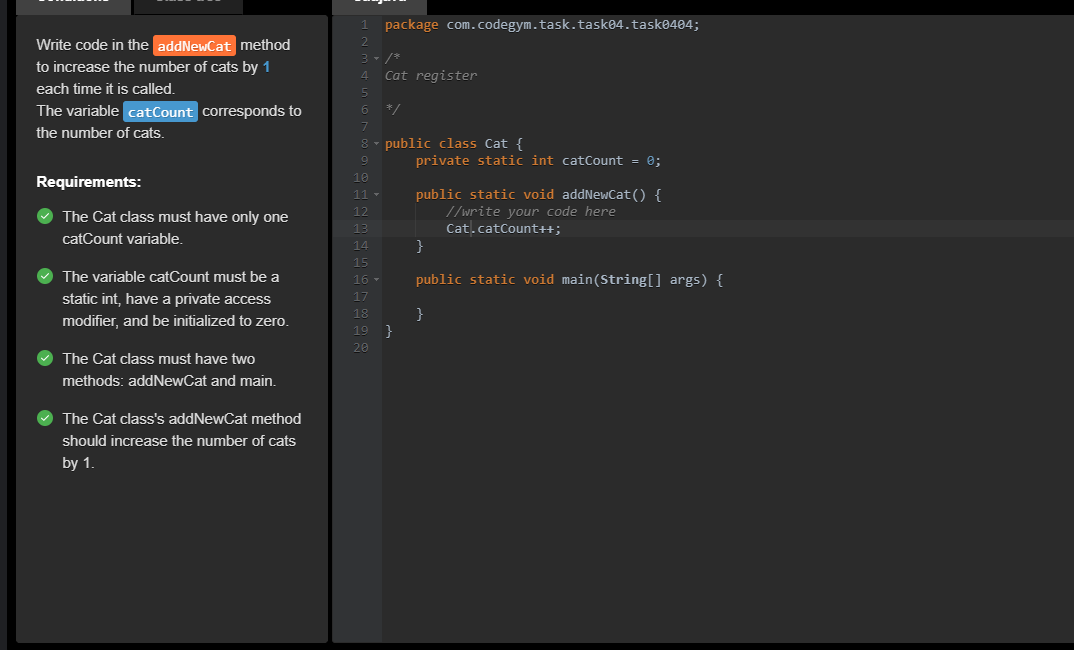 Write code in the addNewCat method
to increase the number of cats by 1
each time it is called.
The variable catCount corresponds to
the number of cats.
Requirements:
The Cat class must have only one
catCount variable.
The variable catCount must be a
static int, have a private access
modifier, and be initialized to zero.
The Cat class must have two
methods: addNewCat and main.
The Cat class's addNewCat method
should increase the number of cats
by 1.
1 package com.codegym.task.task04.task0404;
2
3 /*
4 Cat register
5
6 */
7
8 public class Cat {
9 private static int catCount = 0;
10
11 public static void addNewCat() {
12 //write your code here
13 Cat.catCount++;
14 }
15
16 public static void main(String[] args) {
17
18 }
19 }
20